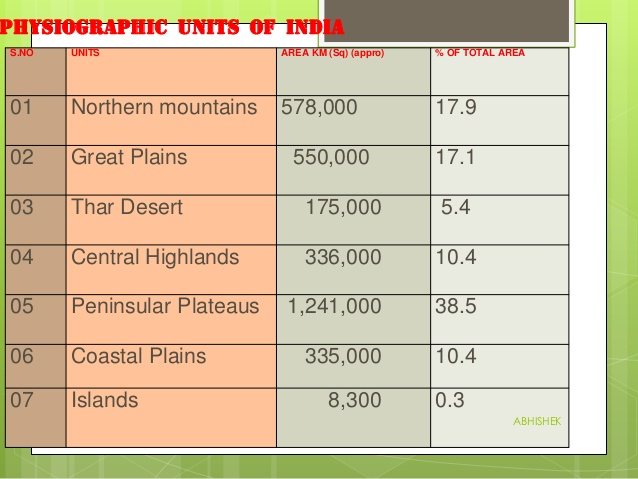 PHYSIOGRAPHIC UNITS OF INDIA
S.NO UNITS AREA KM (Sq) (appro) % OF TOTAL AREA
01 Northern mountains 578,000 17.9
02 Great Plains 550,000 17.1
03 Thar Desert 175,000 5.4
04 Central Highlands 336,000 10.4
05 Peninsular Plateaus 1,241,000 38.5
06 Coastal Plains 335,000 10.4
07 Islands 8,300 0.3
ABHISHEK